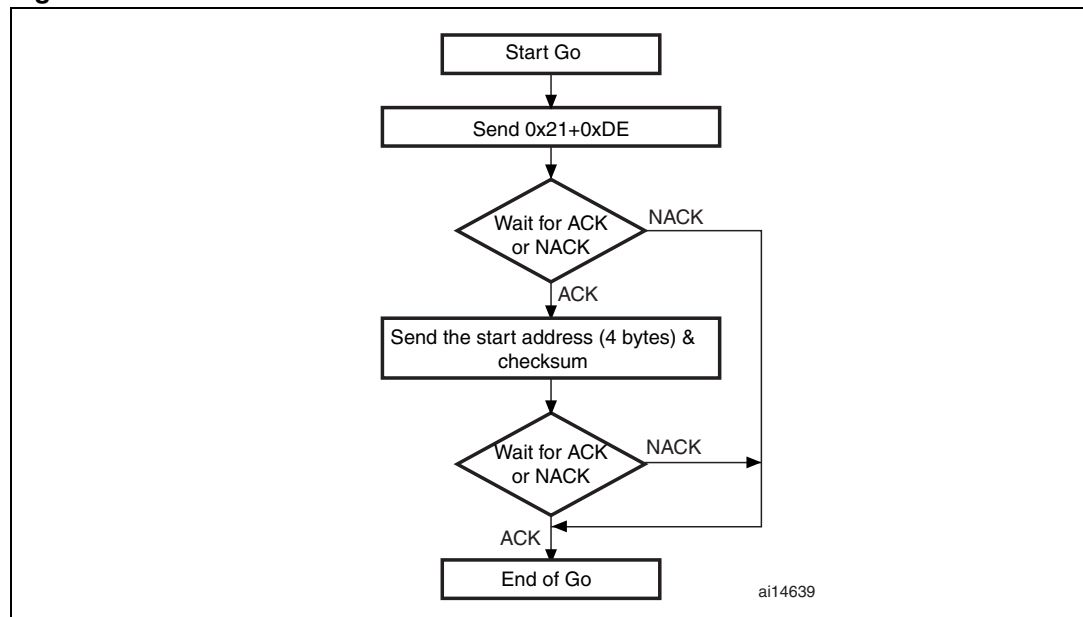 Start Go
Send 0x21+0xDE
Wait for ACK
or NACK
NACK
ACK
Send the start address (4 bytes) &
checksum
Wait for ACK
or NACK
NACK
ACK
End of Go
ai14639